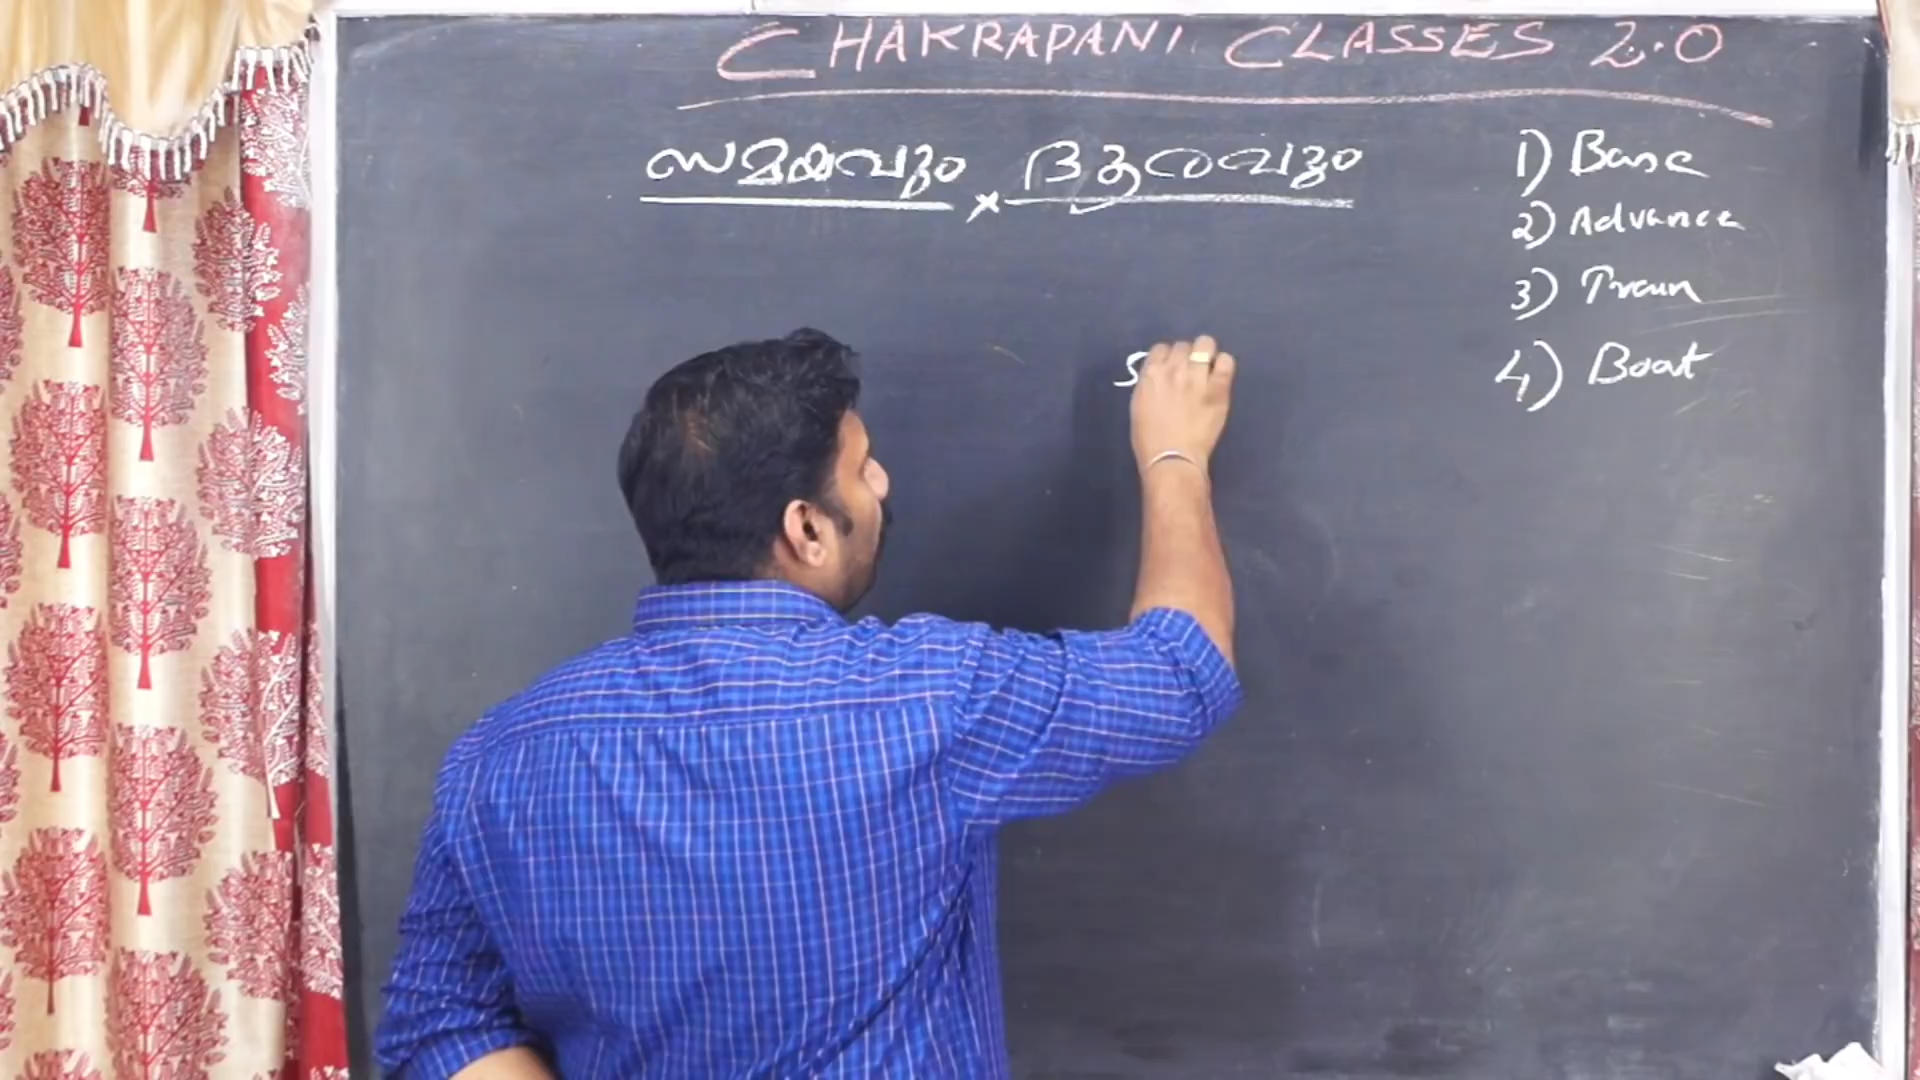 CHAKRAPANI CLASSES 2.0
സമയവും × ദൂരവും
1) Base
2) Advance
3) Train
4) Boat
S